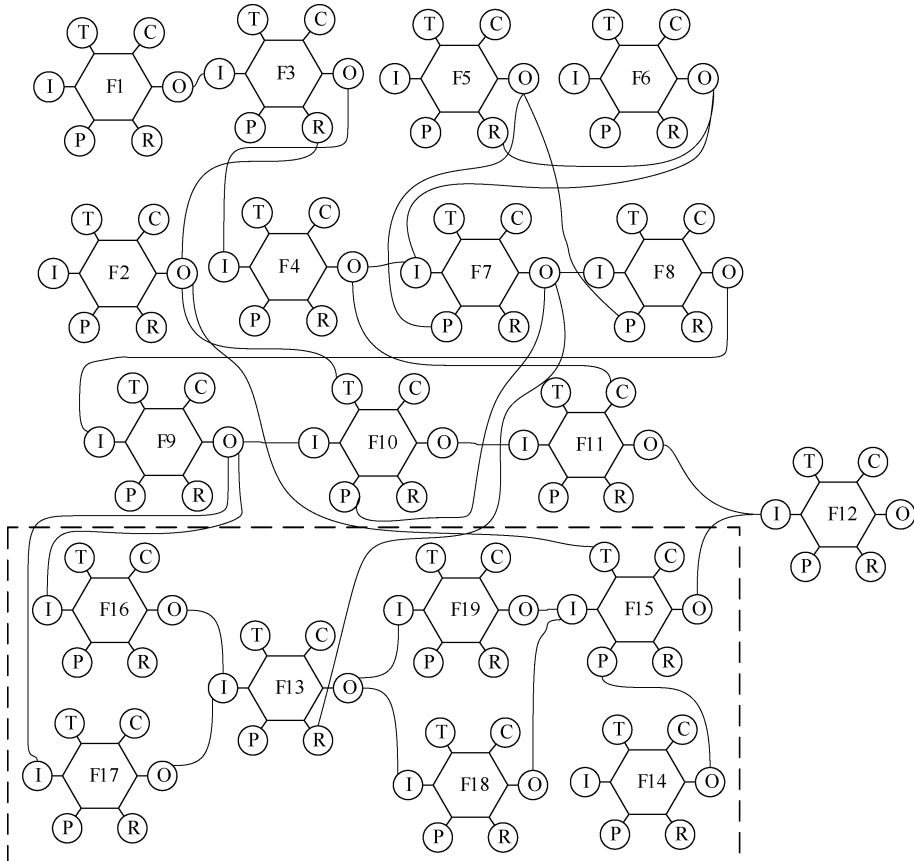 T C T C T C T C
I F1 O I F3 O I F5 O I F6 O
P R P R P R P R
T C T C T C T C
I F2 O I F4 O I F7 O I F8 O
P R P R P R P R
T C T C T C
I F9 O I F10 O I F11 O
P R P R P R
T C
I F12 O
P R
T C T C T C
I F16 O I F19 O I F15 O
P R P R P R
T C
I F13 O
P R
T C T C T C
I F17 O I F18 O I F14 O
P R P R P R